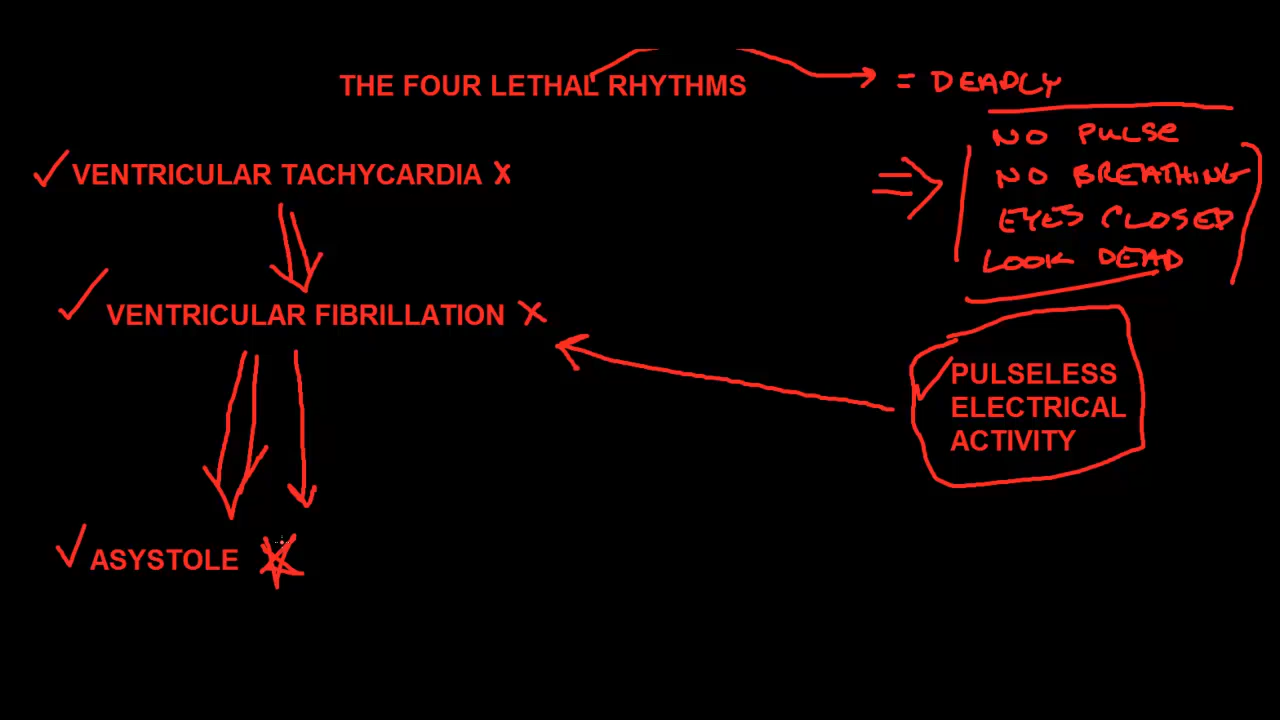 THE FOUR LETHAL RHYTHMS = DEADLY
NO PULSE
VENTRICULAR TACHYCARDIA X
NO BREATHING
EYES CLOSED
LOOK DEAD
VENTRICULAR FIBRILLATION X
PULSELESS
ELECTRICAL
ACTIVITY
ASYSTOLE